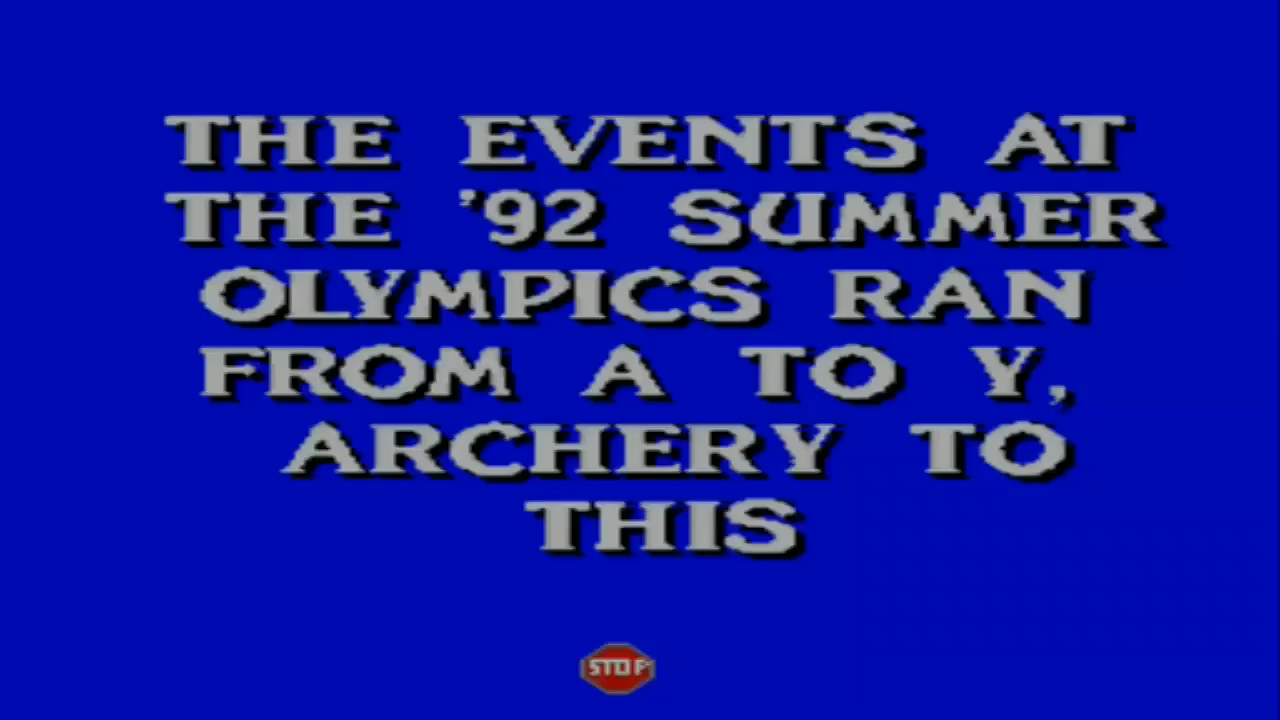 THE EVENTS AT
THE '92 SUMMER
OLYMPICS RAN
FROM A TO Y,
ARCHERY TO
THIS
STOP